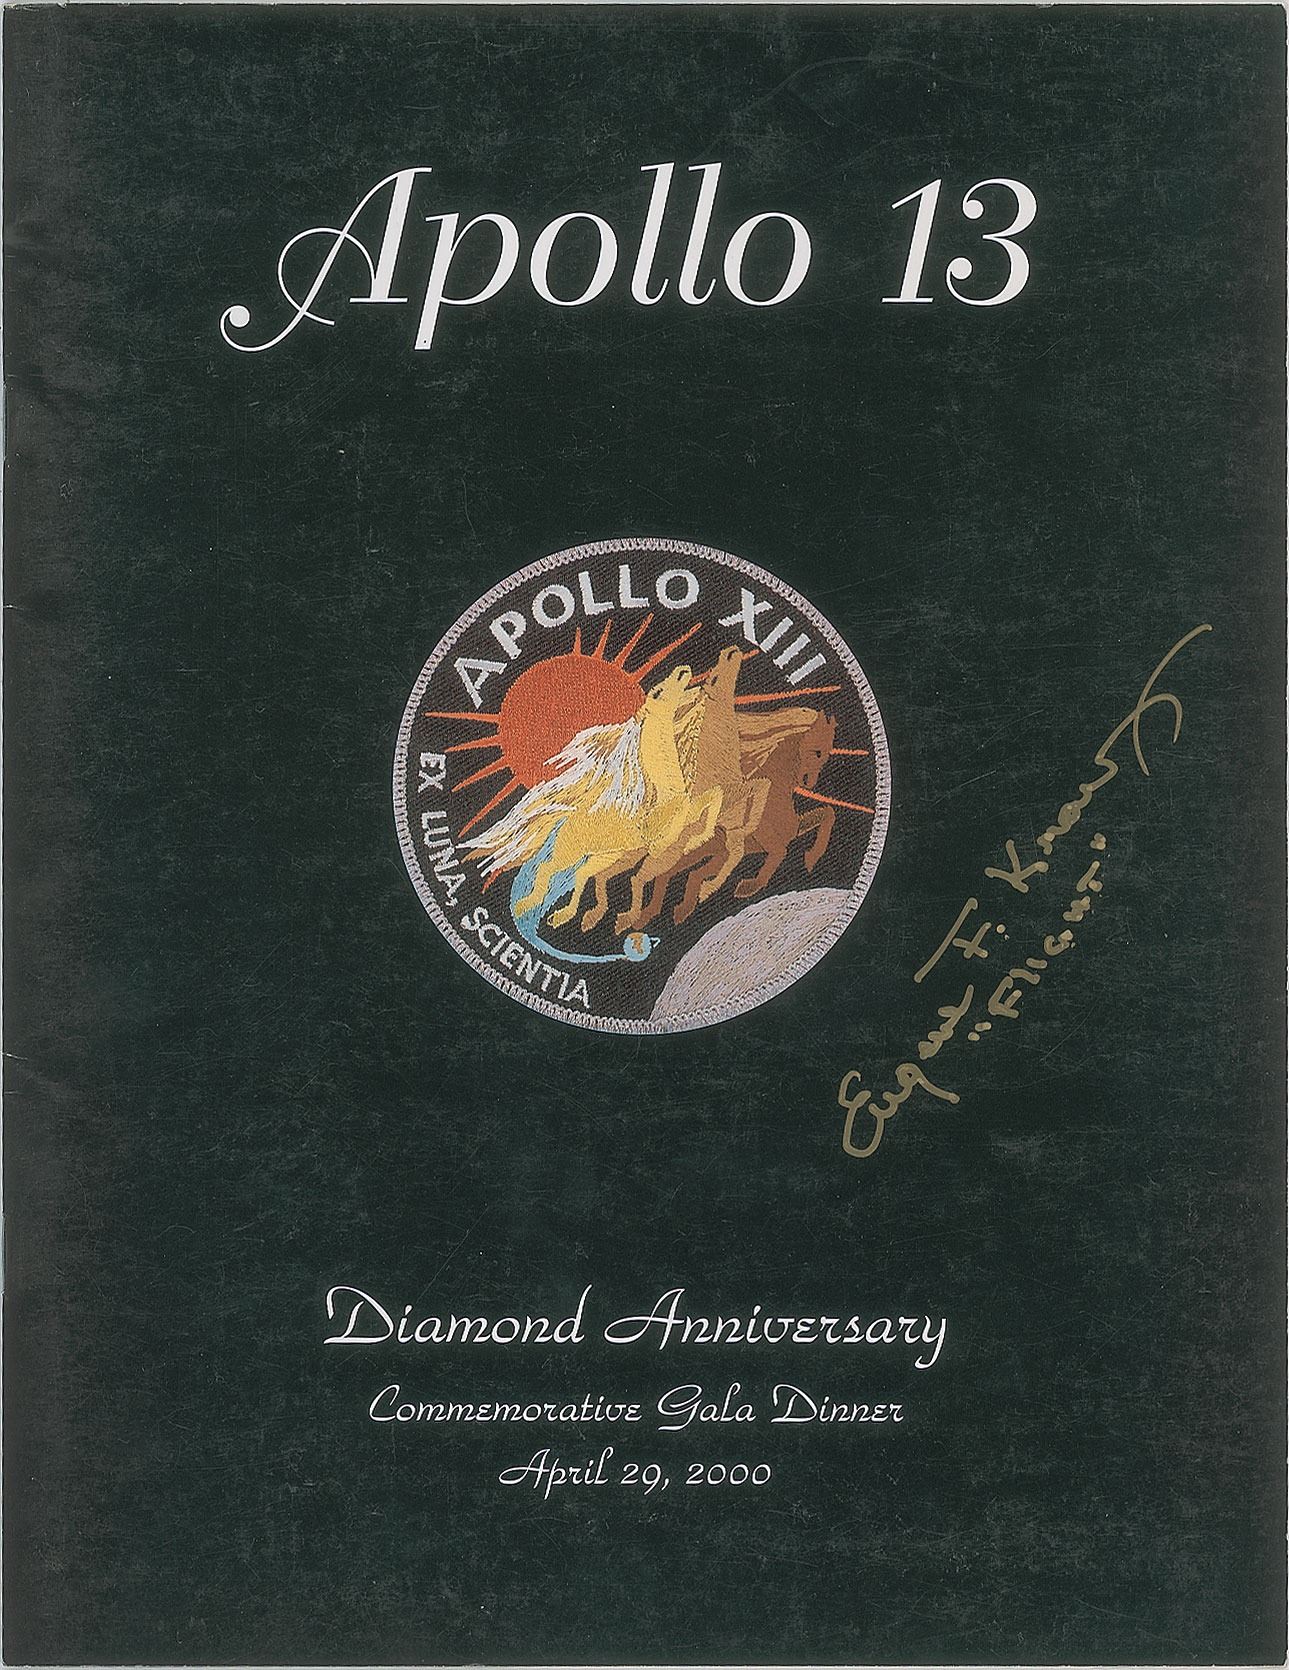 Apollo 13
APOLLO XIII
EX LUNA, SCIENTIA
Eugene F. Kranz
"FLIGHT"
Diamond Anniversary
Commemorative Gala Dinner
April 29, 2000